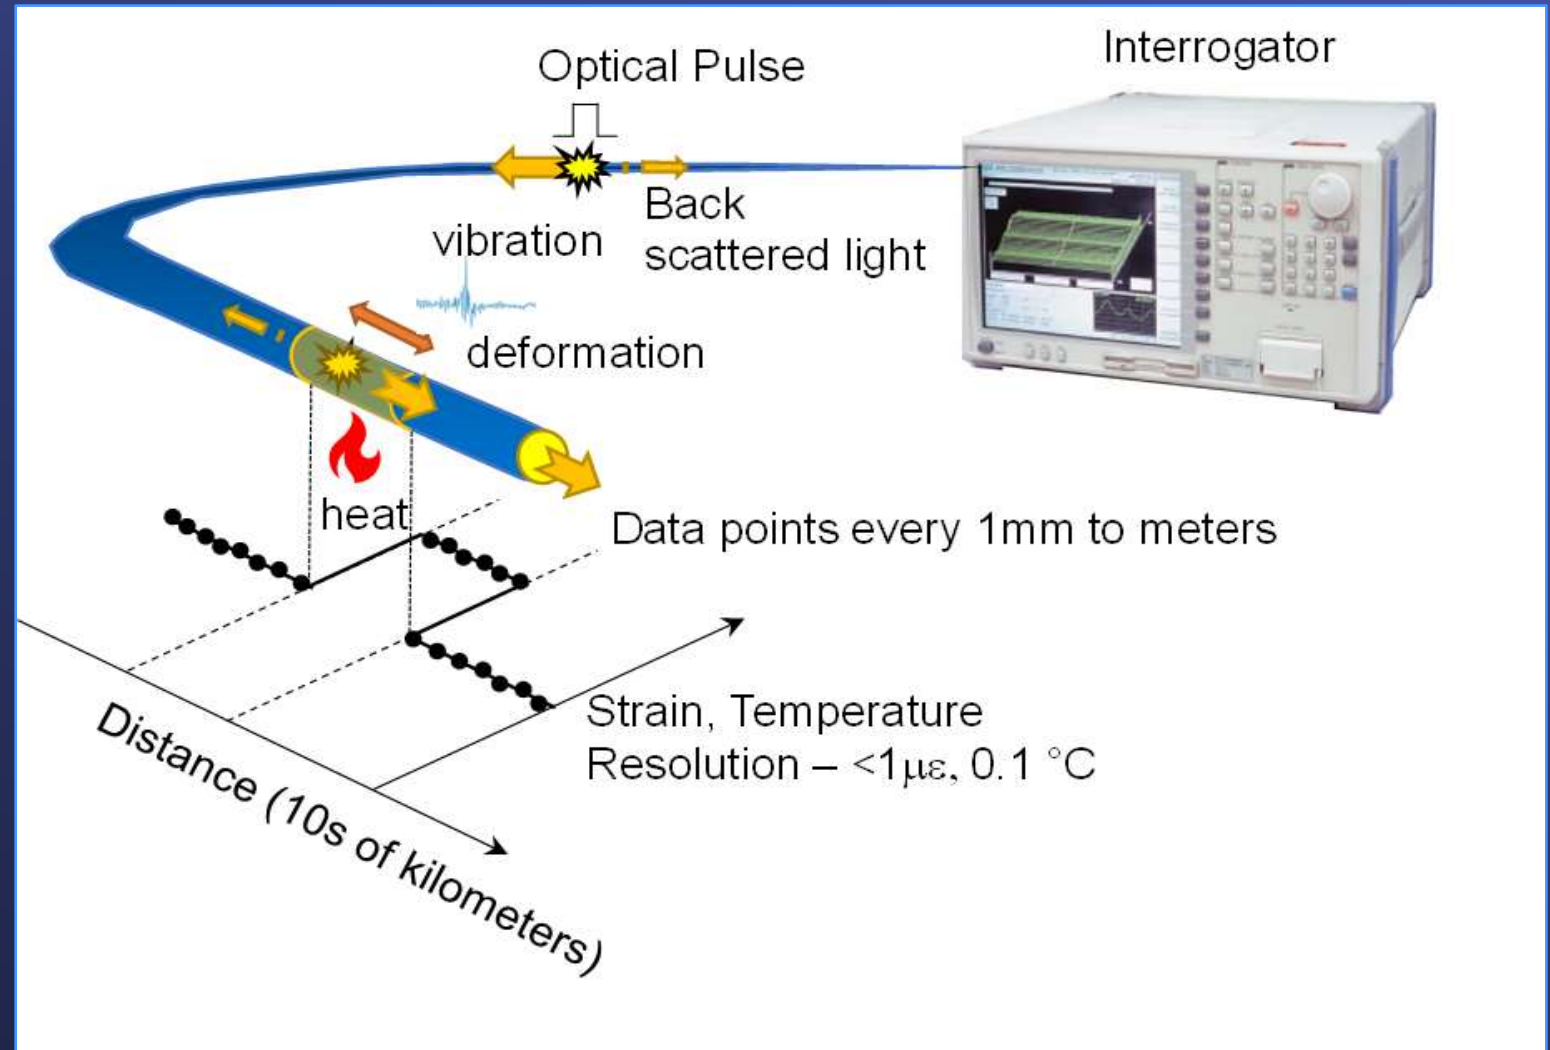 Optical Pulse
Interrogator
Back
scattered light
vibration
deformation
heat
Data points every 1mm to meters
Strain, Temperature
Resolution – <1με, 0.1 °C
Distance (10s of kilometers)